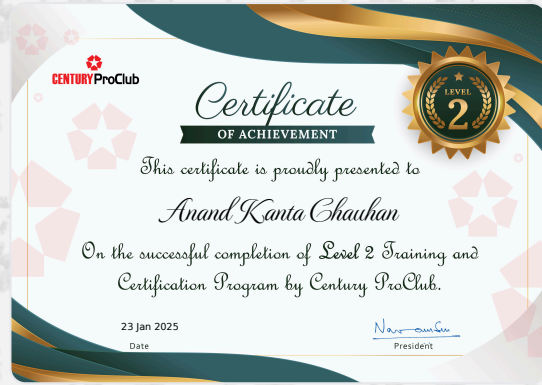 CENTURY ProClub
Certificate
OF ACHIEVEMENT
LEVEL
2
This certificate is proudly presented to
Anand Kanta Chauhan
On the successful completion of Level 2 Training and
Certification Program by Century ProClub.
23 Jan 2025
Date
President